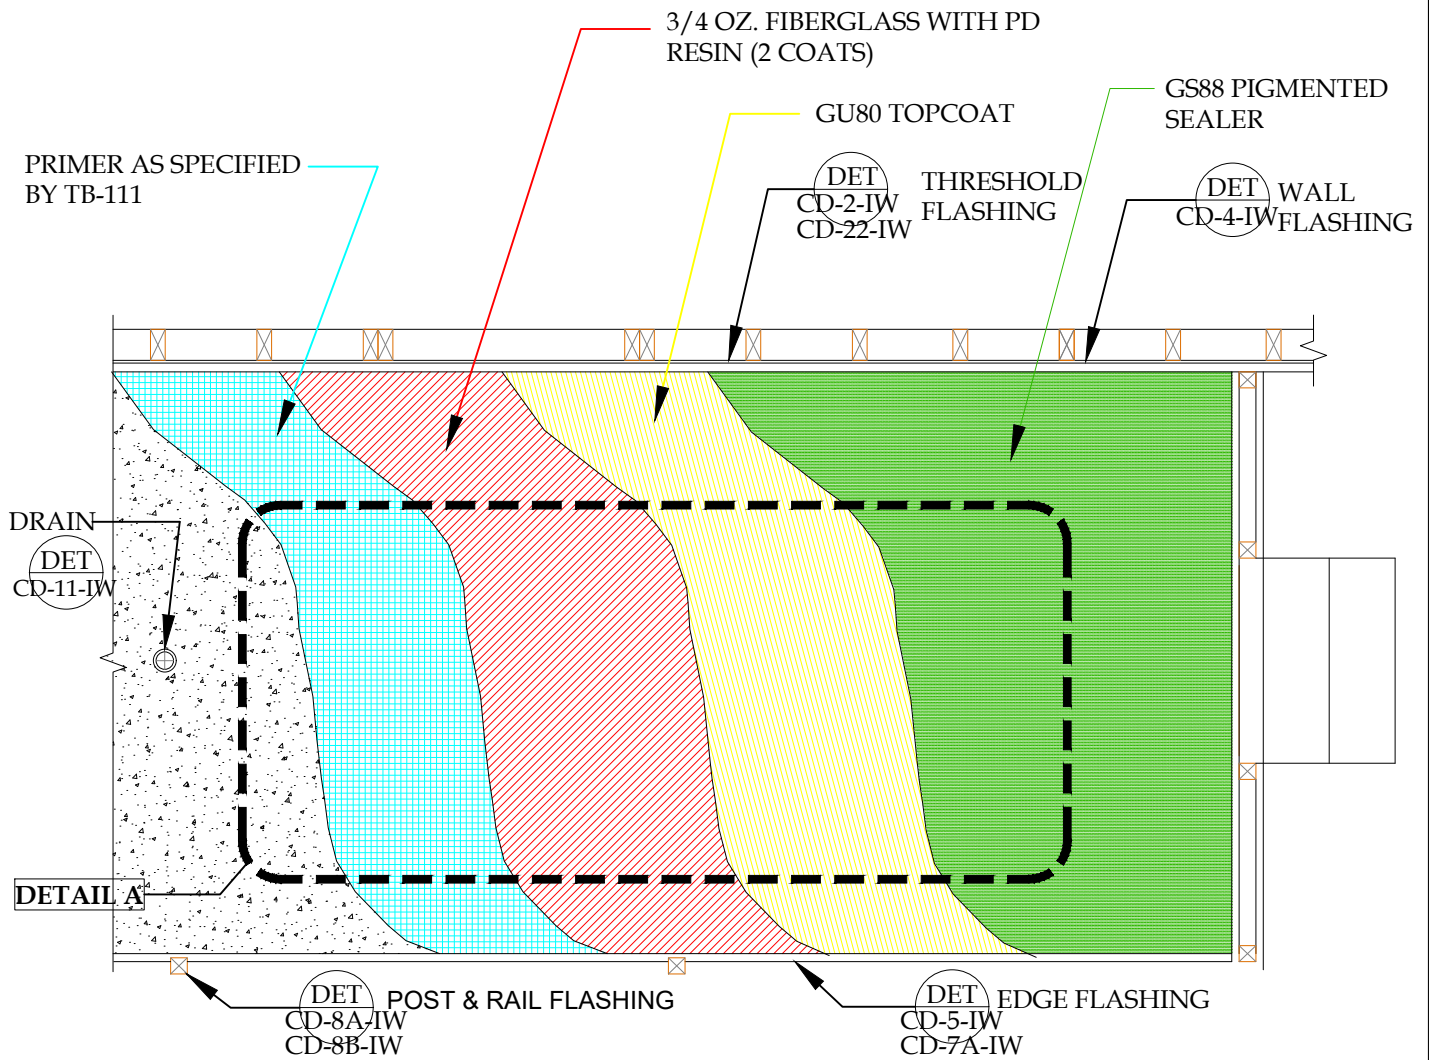 3/4 OZ. FIBERGLASS WITH PD
RESIN (2 COATS)
GS88 PIGMENTED
SEALER
GU80 TOPCOAT
PRIMER AS SPECIFIED
BY TB-111
DET
CD-2-IW
CD-22-IW
THRESHOLD
FLASHING
DET
CD-4-IW
WALL
FLASHING
DRAIN
DET
CD-11-IW
DETAIL A
DET
CD-8A-IW
CD-8B-IW
POST & RAIL FLASHING
DET
CD-5-IW
CD-7A-IW
EDGE FLASHING